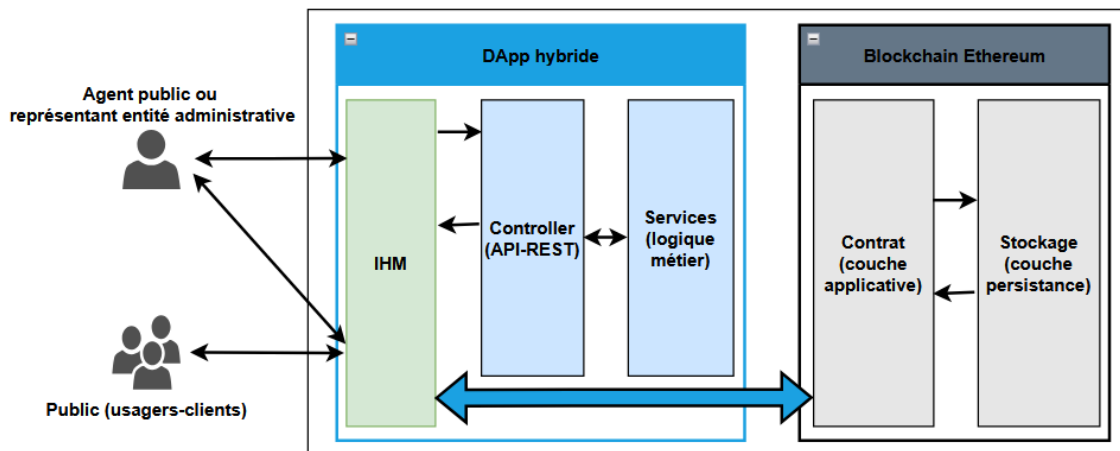 DApp hybride
Blockchain Ethereum
Agent public ou
représentant entité administrative
IHM
Controller
(API-REST)
Services
(logique
métier)
Contrat
(couche
applicative)
Stockage
(couche
persistance)
Public (usagers-clients)